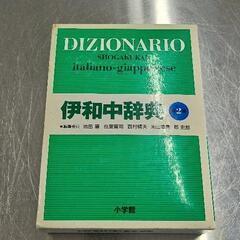 DIZIONARIO
SHOGAKUKAN
italiano-giapponese
伊和中辞典 2
小学館